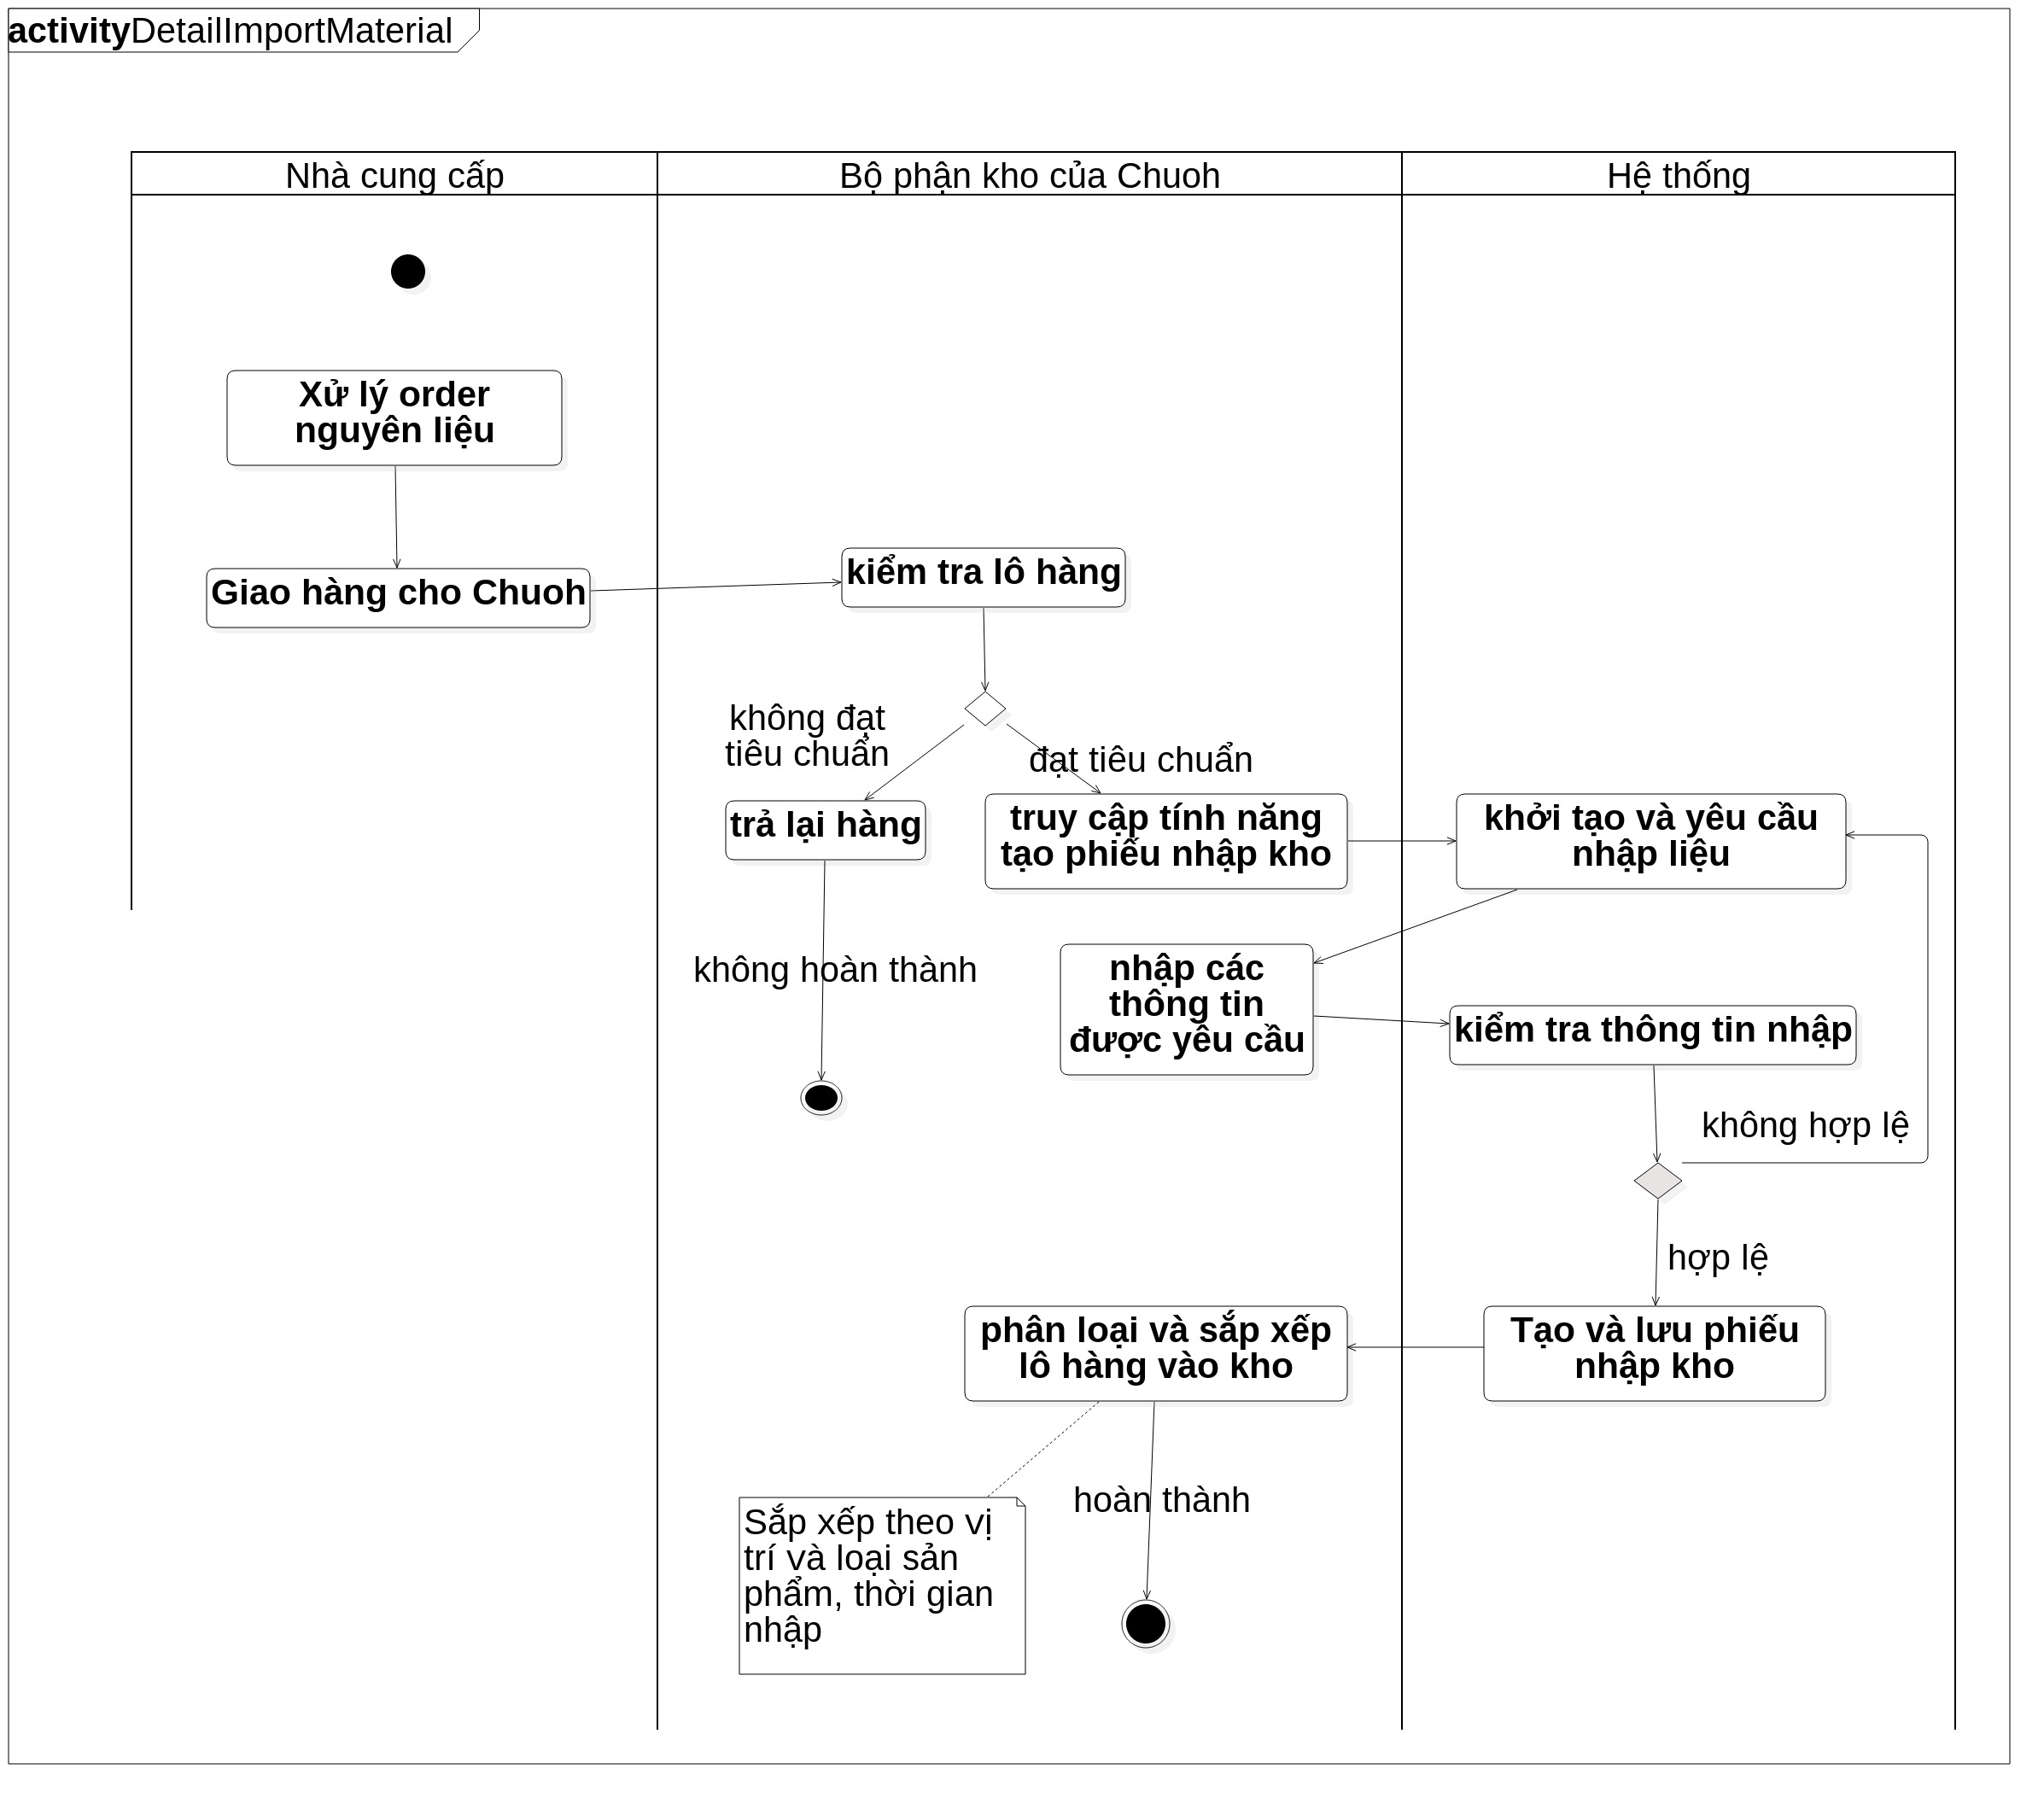 activityDetailImportMaterial
Nhà cung cấp
Bộ phận kho của Chuoh
Hệ thống
Xử lý order
nguyên liệu
Giao hàng cho Chuoh
kiểm tra lô hàng
không đạt
tiêu chuẩn
đạt tiêu chuẩn
trả lại hàng
truy cập tính năng
tạo phiếu nhập kho
khởi tạo và yêu cầu
nhập liệu
không hoàn thành
nhập các
thông tin
được yêu cầu
kiểm tra thông tin nhập
không hợp lệ
hợp lệ
phân loại và sắp xếp
lô hàng vào kho
Tạo và lưu phiếu
nhập kho
hoàn thành
Sắp xếp theo vị
trí và loại sản
phẩm, thời gian
nhập